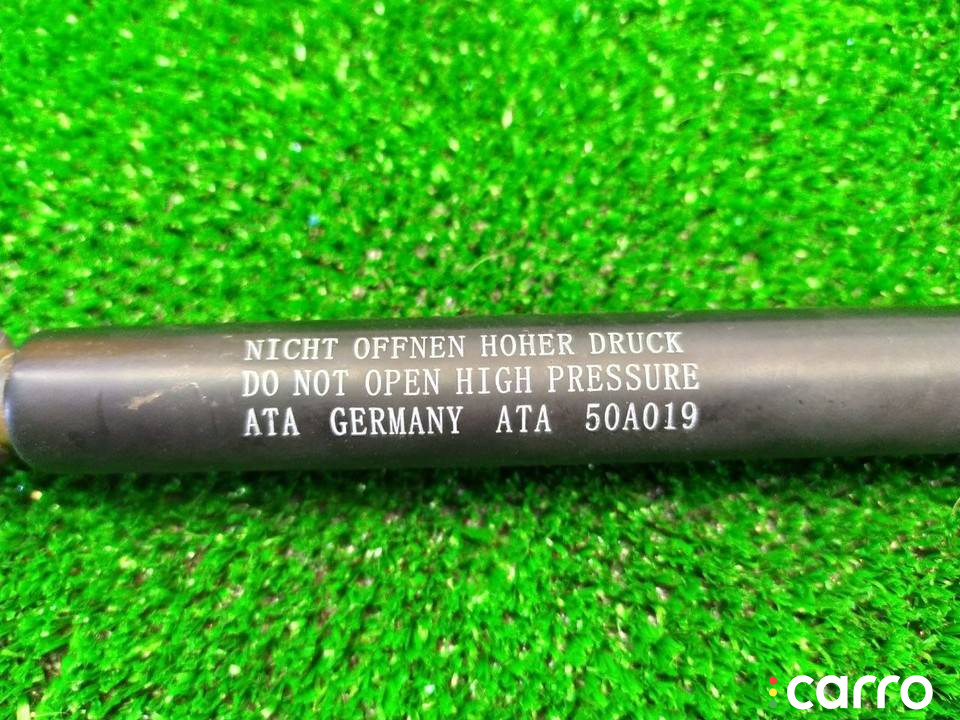 NICHT OFFNEN HOHER DRUCK
DO NOT OPEN HIGH PRESSURE
ATA GERMANY ATA 50A019
carro